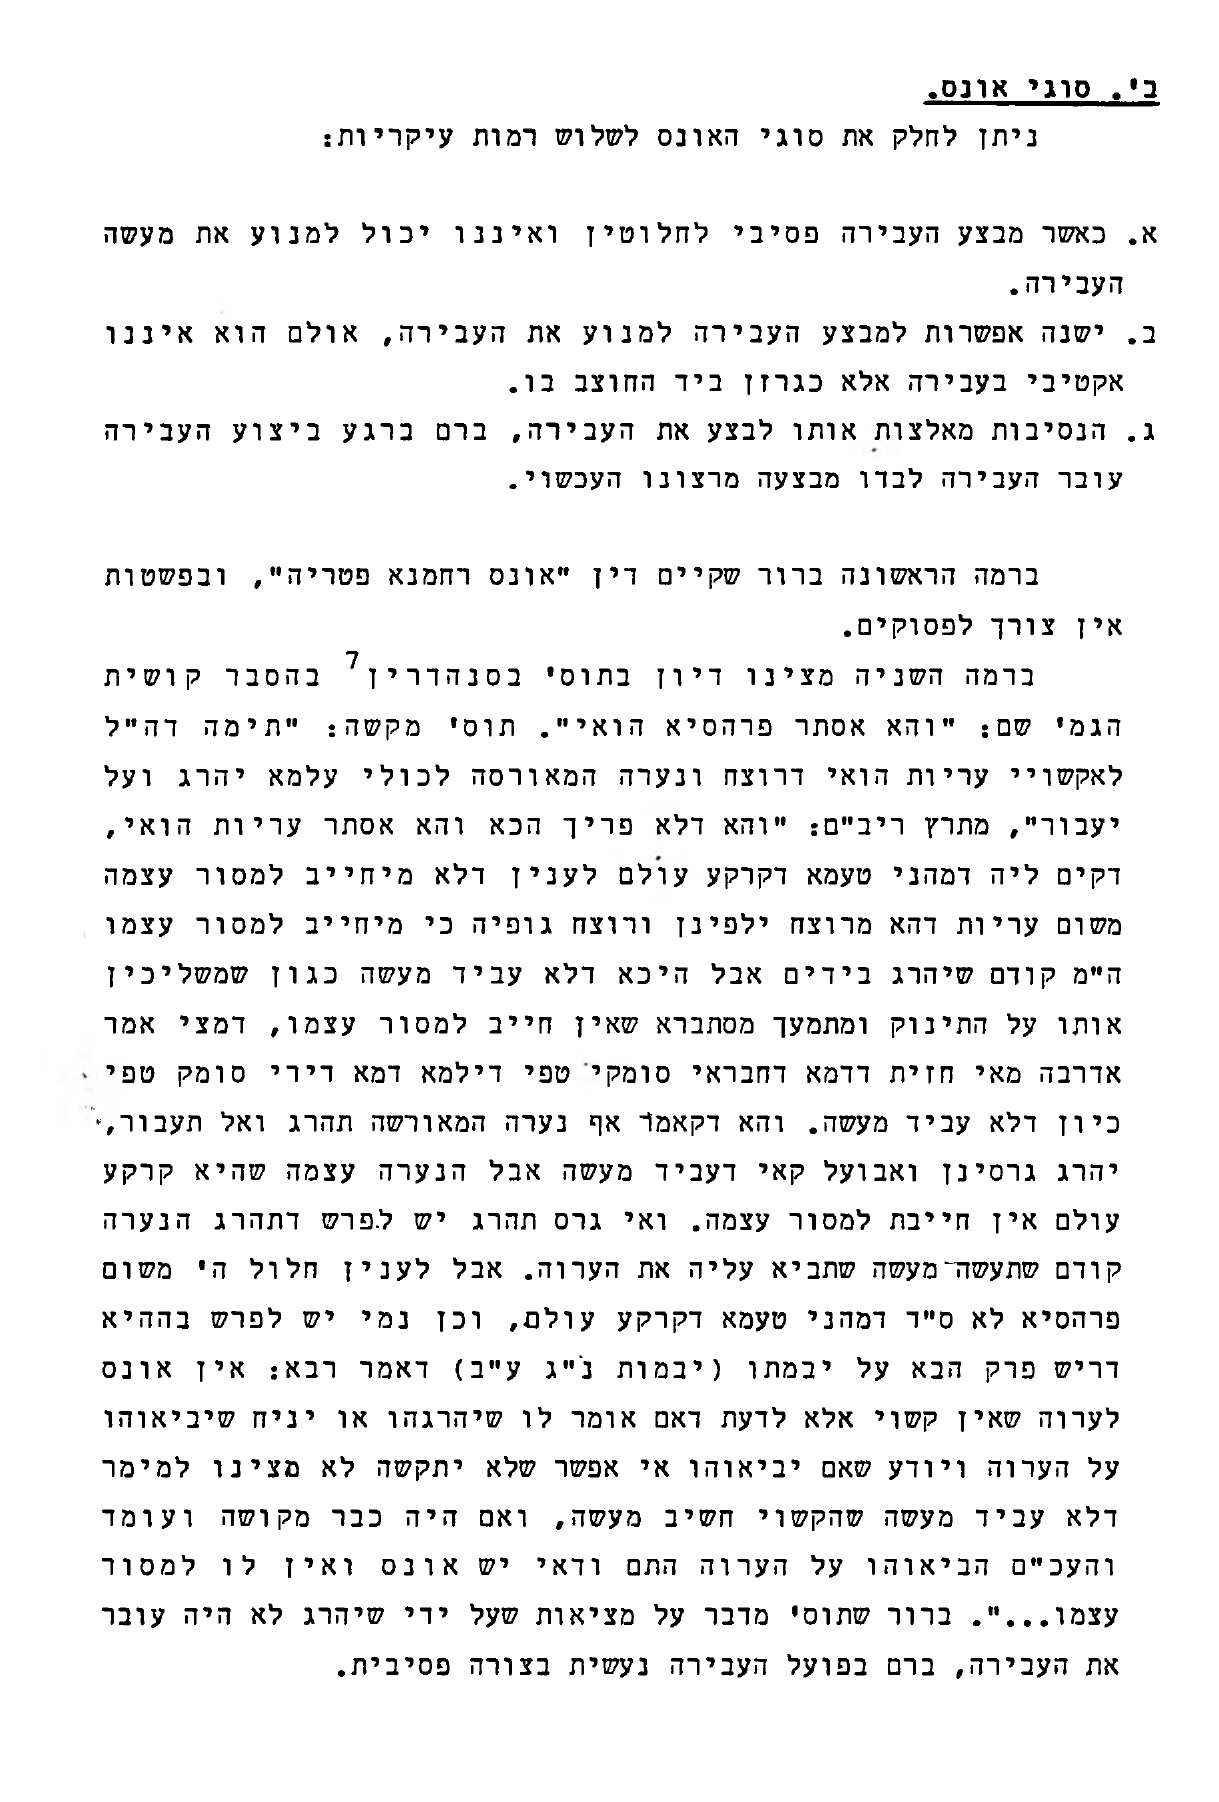 ב'. סוגי אונס.
ניתן לחלק את סוגי האונס לשלוש רמות עיקריות:
א. כאשר מבצע העבירה פסיבי לחלוטין ואיננו יכול למנוע את מעשה
העבירה.
ב. ישנה אפשרות למבצע העבירה למנוע את העבירה, אולם הוא איננו
אקטיבי בעבירה אלא כגרזן ביד החוצב בו.
ג. הנסיבות מאלצות אותו לבצע את העבירה, ברם ברגע ביצוע העבירה
עובר העבירה לבדו מבצעה מרצונו העכשוי.
ברמה הראשונה ברור שקיים דין "אונס רחמנא פטריה", ובפשטות
אין צורך לפסוקים.
ברמה השניה מצינו דיון בתוס' בסנהדרין7 בהסבר קושית
הגמ' שם: "והא אסתר פרהסיא הואי". תוס' מקשה: "תימה דה"ל
לאקשויי עריות הואי דרוצח ונערה המאורסה לכולי עלמא יהרג ועל
יעבור", מתרץ ריב"ם: "והא דלא פריך הכא והא אסתר עריות הואי,
דקים ליה דמהני טעמא דקרקע עולם לענין דלא מיחייב למסור עצמה
משום עריות דהא מרוצח ילפינן ורוצח גופיה כי מיחייב למסור עצמו
ה"מ קודם שיהרג בידים אבל היכא דלא עביד מעשה כגון שמשליכין
אותו על התינוק ומתמעך מסתברא שאין חייב למסור עצמו, דמצי אמר
אדרבה מאי חזית דדמא דחבראי סומקי טפי דילמא דמא דירי סומק טפי
כיון דלא עביד מעשה. והא דקאמר אף נערה המאורשה תהרג ואל תעבור,
יהרג גרסינן ואבועל קאי דעביד מעשה אבל הנערה עצמה שהיא קרקע
עולם אין חייבת למסור עצמה. ואי גרס תהרג יש לפרש דתהרג הנערה
קודם שתעשה מעשה שתביא עליה את הערוה. אבל לענין חלול ה' משום
פרהסיא לא ס"ד דמהני טעמא דקרקע עולם, וכן נמי יש לפרש בההיא
דריש פרק הבא על יבמתו (יבמות נ"ג ע"ב) דאמר רבא: אין אונס
לערוה שאין קשוי אלא לדעת דאם אומר לו שיהרגהו או יניח שיביאוהו
על הערוה ויודע שאם יביאוהו אי אפשר שלא יתקשה לא מצינו למימר
דלא עביד מעשה שהקשוי חשיב מעשה, ואם היה כבר מקושה ועומד
והעכ"ם הביאוהו על הערוה התם ודאי יש אונס ואין לו למסור
עצמו...". ברור שתוס' מדבר על מציאות שעל ידי שיהרג לא היה עובר
את העבירה, ברם בפועל העבירה נעשית בצורה פסיבית.